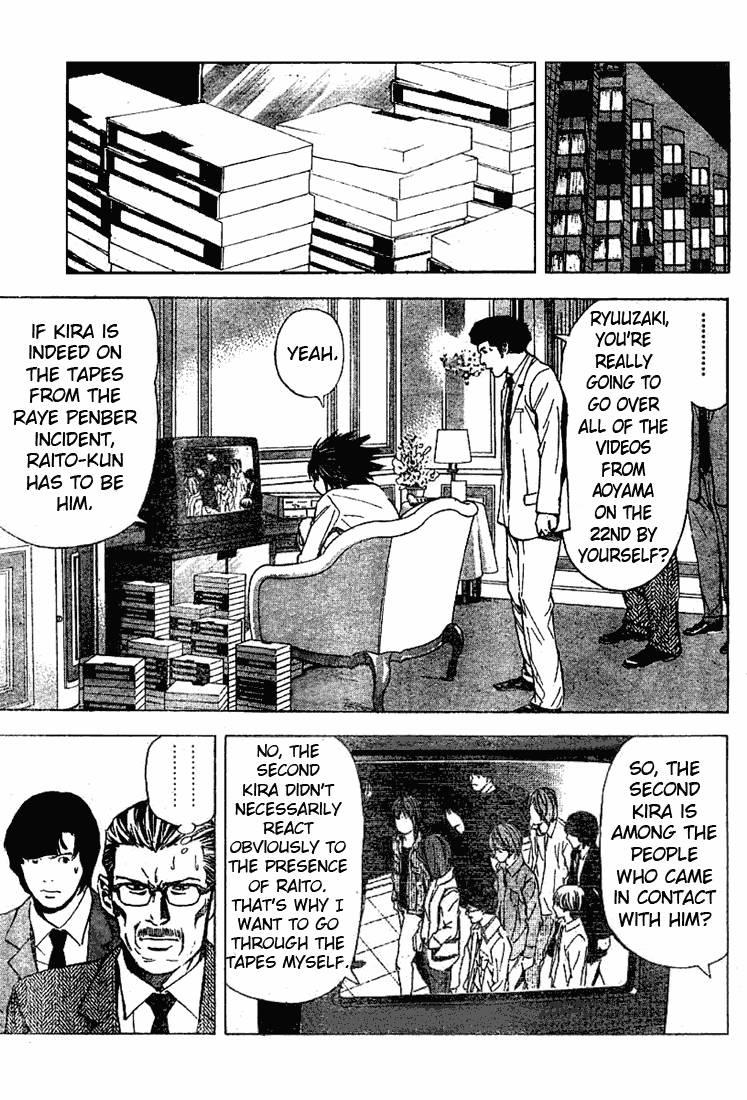 .........
RYUUZAKI,
YOU'RE
REALLY
GOING TO
GO OVER
ALL OF THE
VIDEOS
FROM
AOYAMA
ON THE
22ND BY
YOURSELF?
YEAH.
IF KIRA IS
INDEED ON
THE TAPES
FROM THE
RAYE PENBER
INCIDENT,
RAITO-KUN
HAS TO BE
HIM.
SO, THE
SECOND
KIRA IS
AMONG THE
PEOPLE
WHO CAME
IN CONTACT
WITH HIM?
NO, THE
SECOND
KIRA DIDN'T
NECESSARILY
REACT
OBVIOUSLY TO
THE PRESENCE
OF RAITO.
THAT'S WHY I
WANT TO GO
THROUGH THE
TAPES MYSELF.
.......
.......